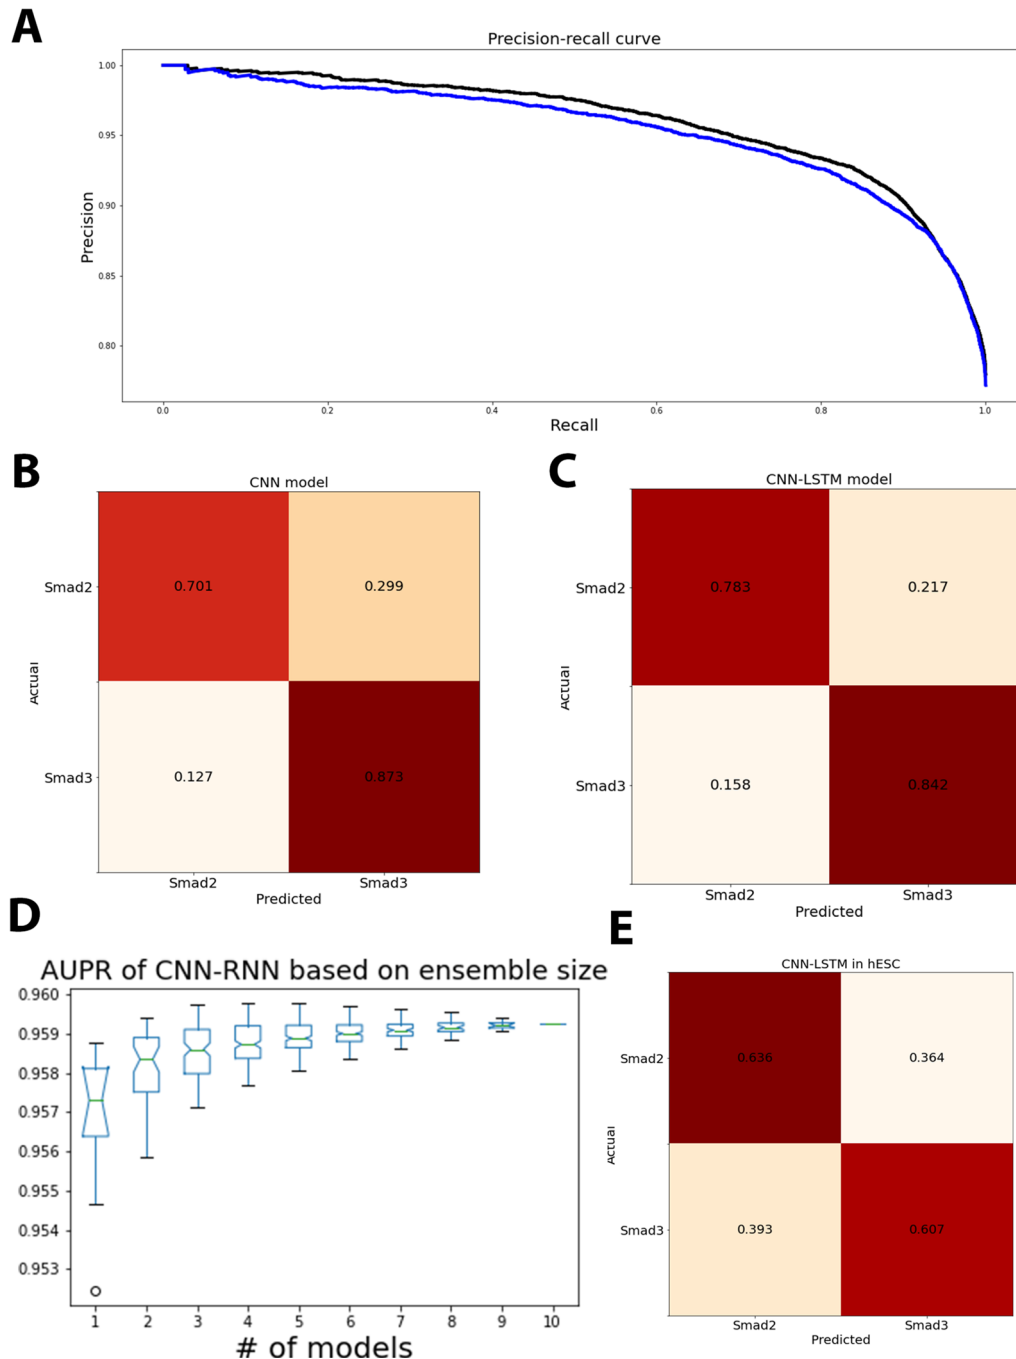 A
Precision-recall curve
1.00
0.95
0.90
0.85
0.80
Precision
0.0
0.2
0.4
0.6
0.8
1.0
Recall
B
CNN model
Smad2
0.701
0.299
Actual
Smad3
0.127
0.873
Smad2
Smad3
Predicted
C
CNN-LSTM model
Smad2
0.783
0.217
Actual
Smad3
0.158
0.842
Smad2
Smad3
Predicted
D
AUPR of CNN-RNN based on ensemble size
0.960
0.959
0.958
0.957
0.956
0.955
0.954
0.953
1
2
3
4
5
6
7
8
9
10
# of models
E
CNN-LSTM in hESC
Smad2
0.636
0.364
Actual
Smad3
0.393
0.607
Smad2
Smad3
Predicted